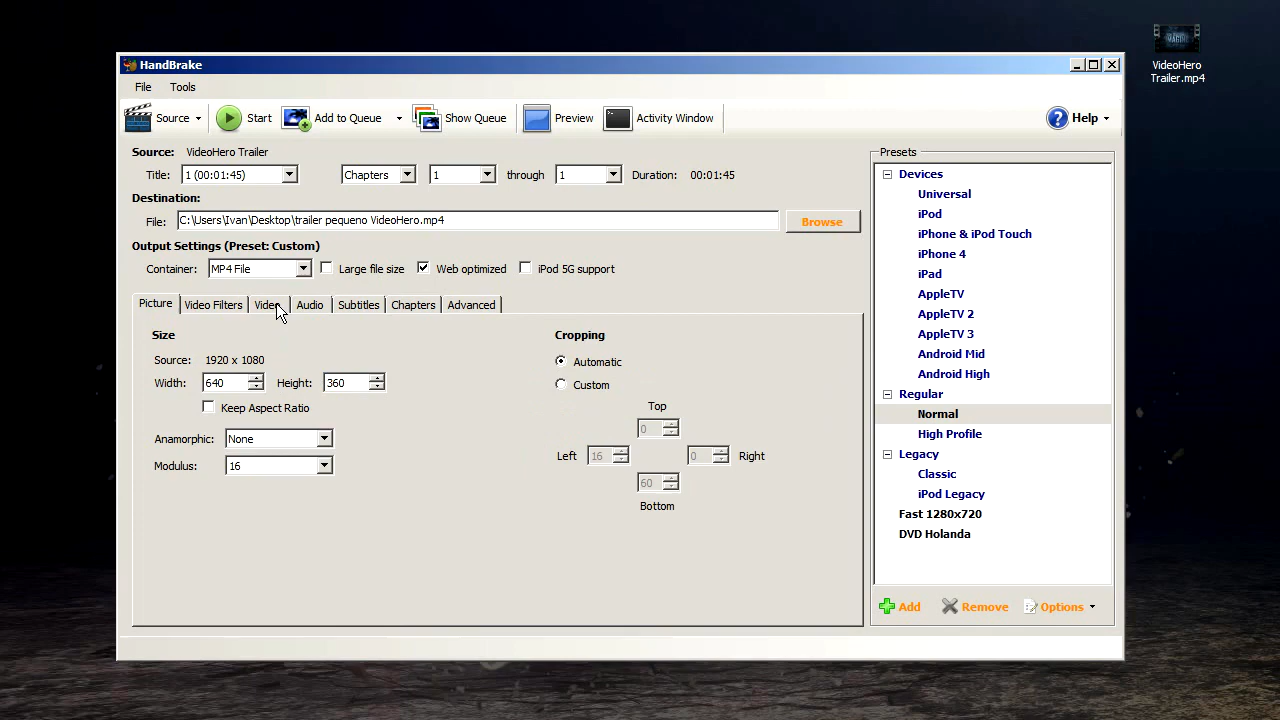 VideoHero
Trailer.mp4
HandBrake
File Tools
Source Start Add to Queue Show Queue Preview Activity Window Help
Source: VideoHero Trailer
Title: 1 (00:01:45) Chapters 1 through 1 Duration: 00:01:45
Destination:
File: C:\Users\Ivan\Desktop\trailer pequeno VideoHero.mp4 Browse
Output Settings (Preset: Custom)
Container: MP4 File Large file size Web optimized iPod 5G support
Picture Video Filters Video Audio Subtitles Chapters Advanced
Size
Source: 1920 x 1080
Width: 640 Height: 360
Keep Aspect Ratio
Anamorphic: None
Modulus: 16
Cropping
Automatic
Custom
Top
0
Left 16 0 Right
60
Bottom
Presets
Devices
Universal
iPod
iPhone & iPod Touch
iPhone 4
iPad
AppleTV
AppleTV 2
AppleTV 3
Android Mid
Android High
Regular
Normal
High Profile
Legacy
Classic
iPod Legacy
Fast 1280x720
DVD Holanda
Add Remove Options